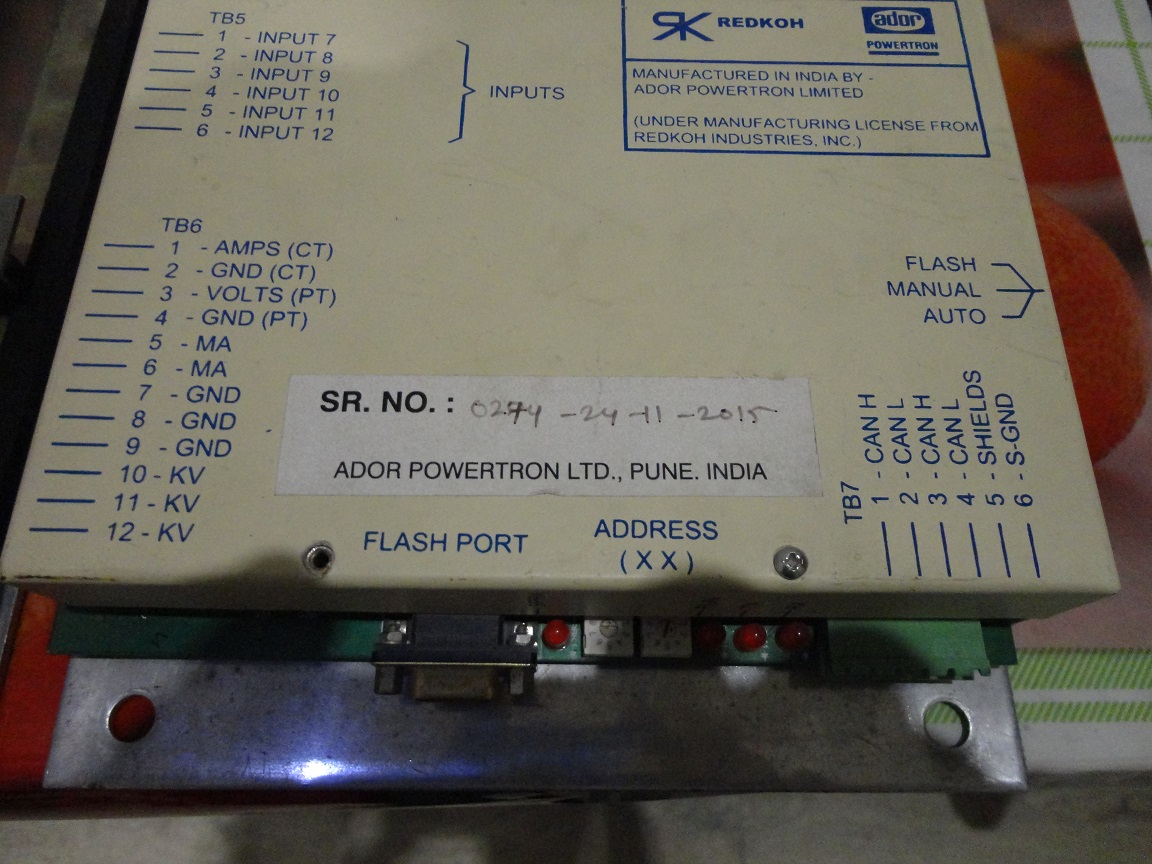 TB5
1 - INPUT 7
2 - INPUT 8
3 - INPUT 9
4 - INPUT 10
5 - INPUT 11
6 - INPUT 12
INPUTS
RK REDKOH
ador
POWERTRON
MANUFACTURED IN INDIA BY -
ADOR POWERTRON LIMITED
(UNDER MANUFACTURING LICENSE FROM
REDKOH INDUSTRIES, INC.)
TB6
1 - AMPS (CT)
2 - GND (CT)
3 - VOLTS (PT)
4 - GND (PT)
5 - MA
6 - MA
7 - GND
8 - GND
9 - GND
10 - KV
11 - KV
12 - KV
FLASH
MANUAL
AUTO
SR. NO. : 0274 - 24 - 11 - 2015
ADOR POWERTRON LTD., PUNE. INDIA
FLASH PORT
ADDRESS
(X X)
TB7
1 - CAN H
2 - CAN L
3 - CAN H
4 - CAN L
5 - SHIELDS
6 - S-GND